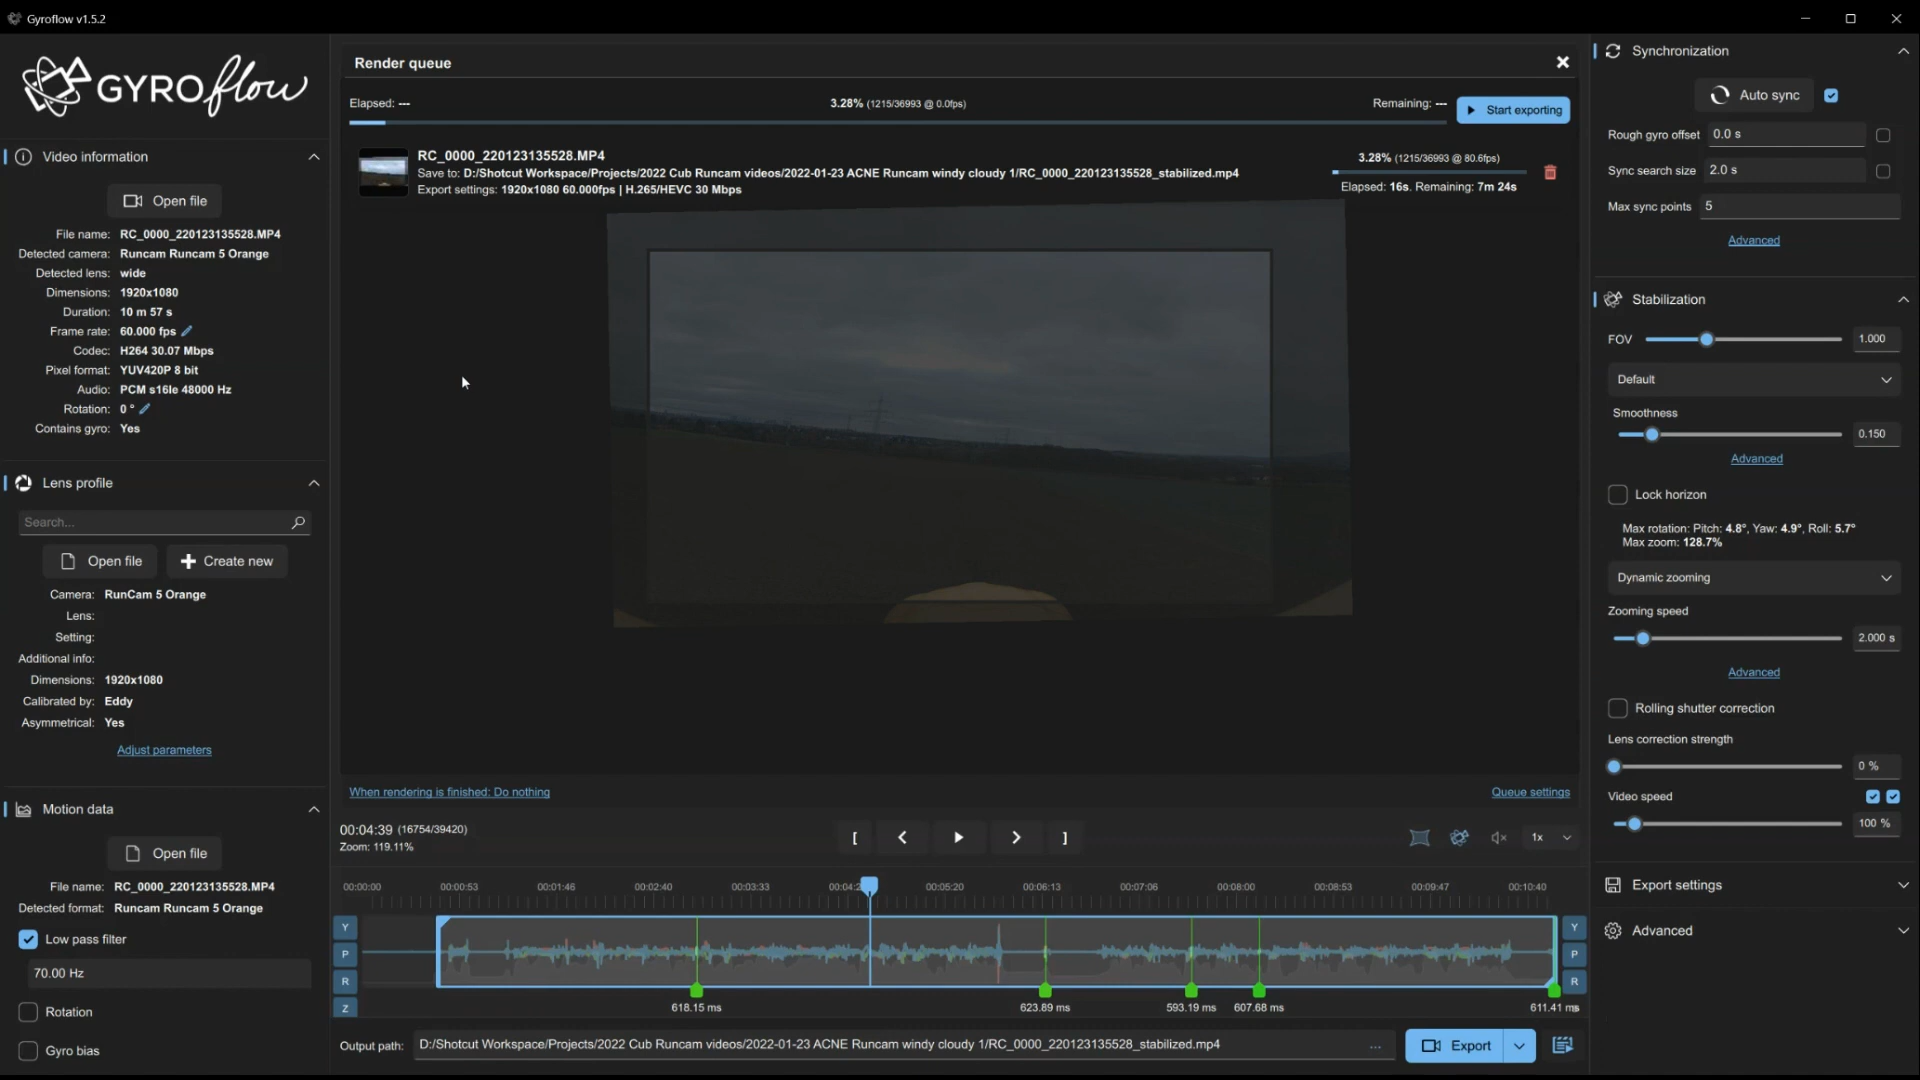 Gyroflow v1.5.2
GYROflow
Video information
Open file
File name: RC_0000_220123135528.MP4
Detected camera: Runcam Runcam 5 Orange
Detected lens: wide
Dimensions: 1920x1080
Duration: 10 m 57 s
Frame rate: 60.000 fps
Codec: H264 30.07 Mbps
Pixel format: YUV420P 8 bit
Audio: PCM s16le 48000 Hz
Rotation: 0 °
Contains gyro: Yes
Lens profile
Search...
Open file
Create new
Camera: RunCam 5 Orange
Lens:
Setting:
Additional info:
Dimensions: 1920x1080
Calibrated by: Eddy
Asymmetrical: Yes
Adjust parameters
Motion data
Open file
File name: RC_0000_220123135528.MP4
Detected format: Runcam Runcam 5 Orange
Low pass filter
70.00 Hz
Rotation
Gyro bias
Render queue
Elapsed: ---
3.28% (1215/36993 @ 0.0fps)
Remaining: ---
Start exporting
RC_0000_220123135528.MP4
Save to: D:/Shotcut Workspace/Projects/2022 Cub Runcam videos/2022-01-23 ACNE Runcam windy cloudy 1/RC_0000_220123135528_stabilized.mp4
Export settings: 1920x1080 60.000fps | H.265/HEVC 30 Mbps
3.28% (1215/36993 @ 80.6fps)
Elapsed: 16s. Remaining: 7m 24s
When rendering is finished: Do nothing
Queue settings
00:04:39 (16754/39420)
Zoom: 119.11%
[
]
1x
00:00:00 00:00:53 00:01:46 00:02:40 00:03:33 00:04:2 00:05:20 00:06:13 00:07:06 00:08:00 00:08:53 00:09:47 00:10:40
Y
P
R
Z
Y
P
R
618.15 ms 623.89 ms 593.19 ms 607.68 ms 611.41 ms
Output path: D:/Shotcut Workspace/Projects/2022 Cub Runcam videos/2022-01-23 ACNE Runcam windy cloudy 1/RC_0000_220123135528_stabilized.mp4 ...
Export
Synchronization
Auto sync
Rough gyro offset 0.0 s
Sync search size 2.0 s
Max sync points 5
Advanced
Stabilization
FOV 1.000
Default
Smoothness
0.150
Advanced
Lock horizon
Max rotation: Pitch: 4.8°, Yaw: 4.9°, Roll: 5.7°
Max zoom: 128.7%
Dynamic zooming
Zooming speed
2.000 s
Advanced
Rolling shutter correction
Lens correction strength
0 %
Video speed
100 %
Export settings
Advanced